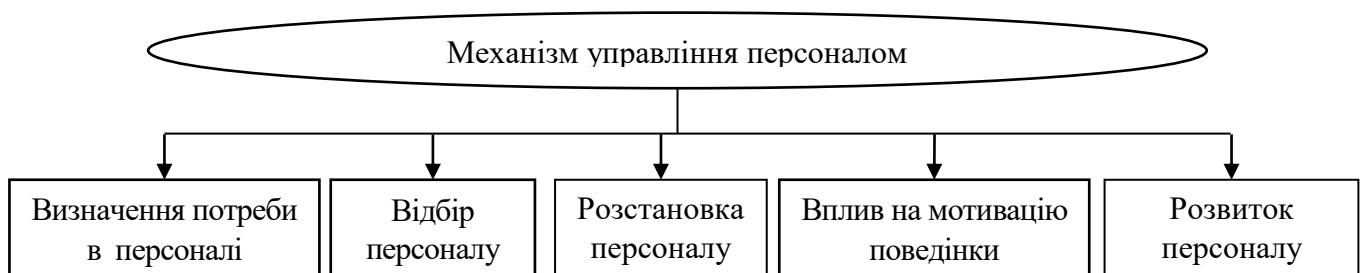 Механізм управління персоналом
Визначення потреби
в персоналі
Відбір
персоналу
Розстановка
персоналу
Вплив на мотивацію
поведінки
Розвиток
персоналу